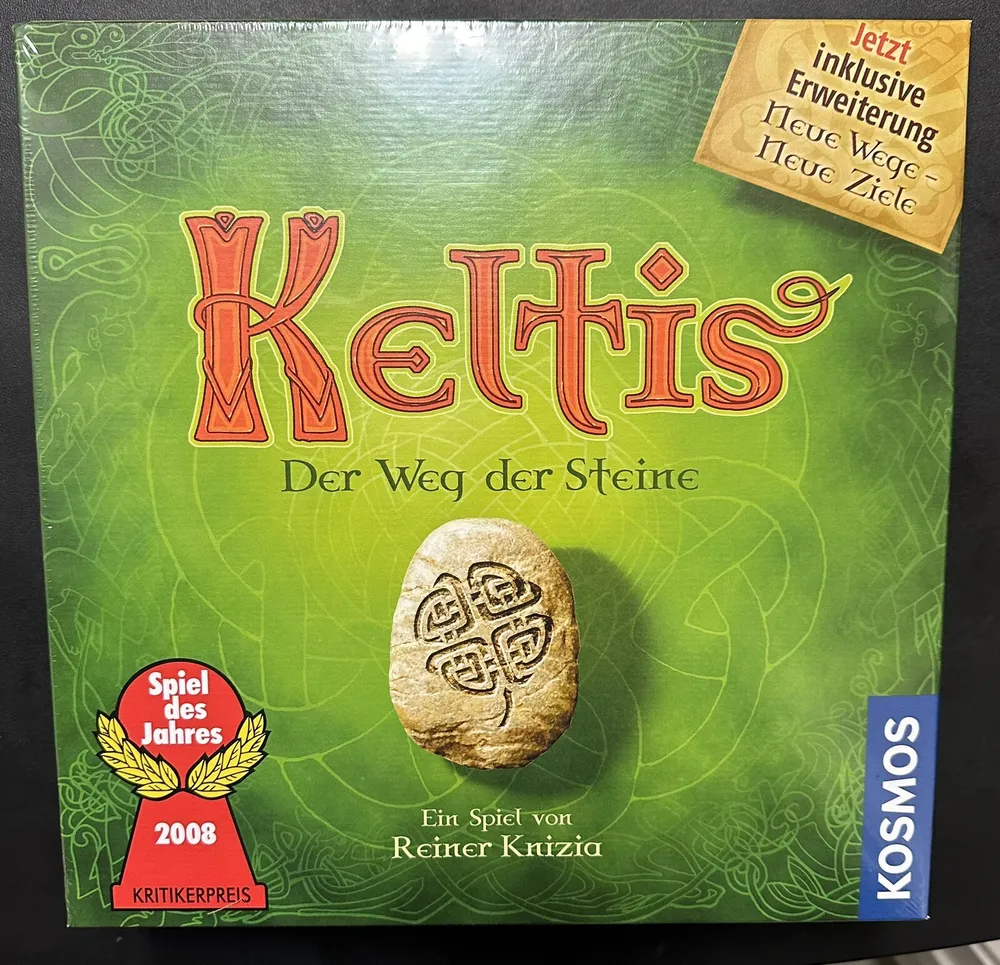 Jetzt
inklusive
Erweiterung
Neue Wege –
Neue Ziele
Keltis
Der Weg der Steine
Spiel
des
Jahres
2008
KRITIKERPREIS
Ein Spiel von
Reiner Knizia
KOSMOS